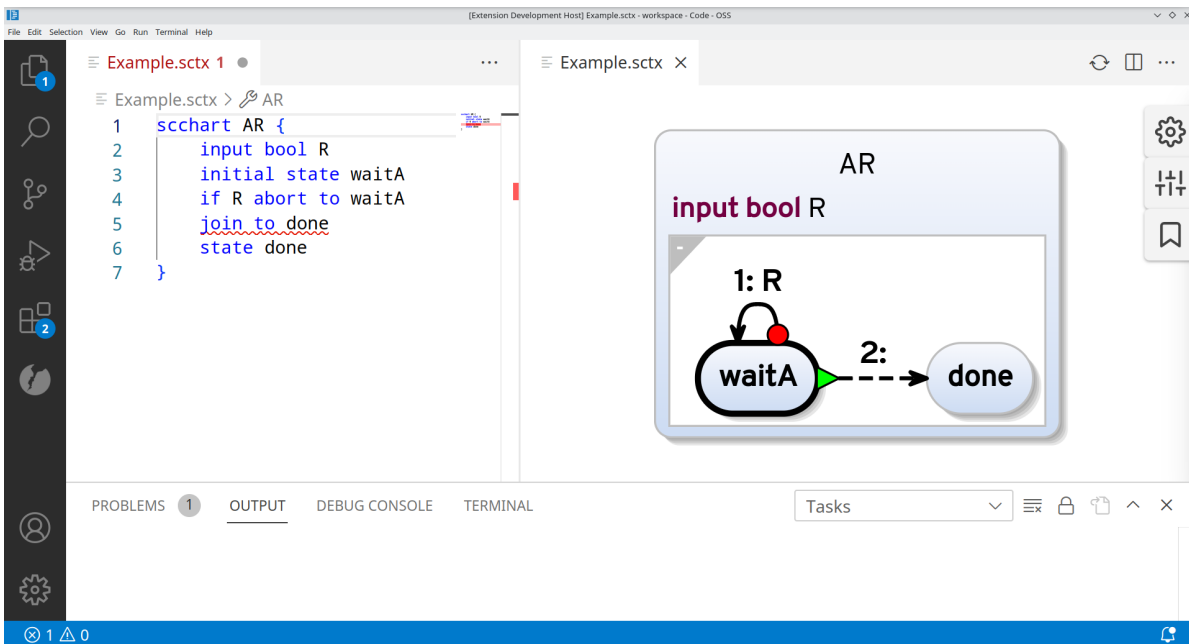 [Extension Development Host] Example.sctx - workspace - Code - OSS
File Edit Selection View Go Run Terminal Help
Example.sctx 1
Example.sctx
Example.sctx > AR
1 scchart AR {
2 input bool R
3 initial state waitA
4 if R abort to waitA
5 join to done
6 state done
7 }
AR
input bool R
-
1: R
waitA
2:
done
PROBLEMS 1 OUTPUT DEBUG CONSOLE TERMINAL
Tasks
1
2
1 0